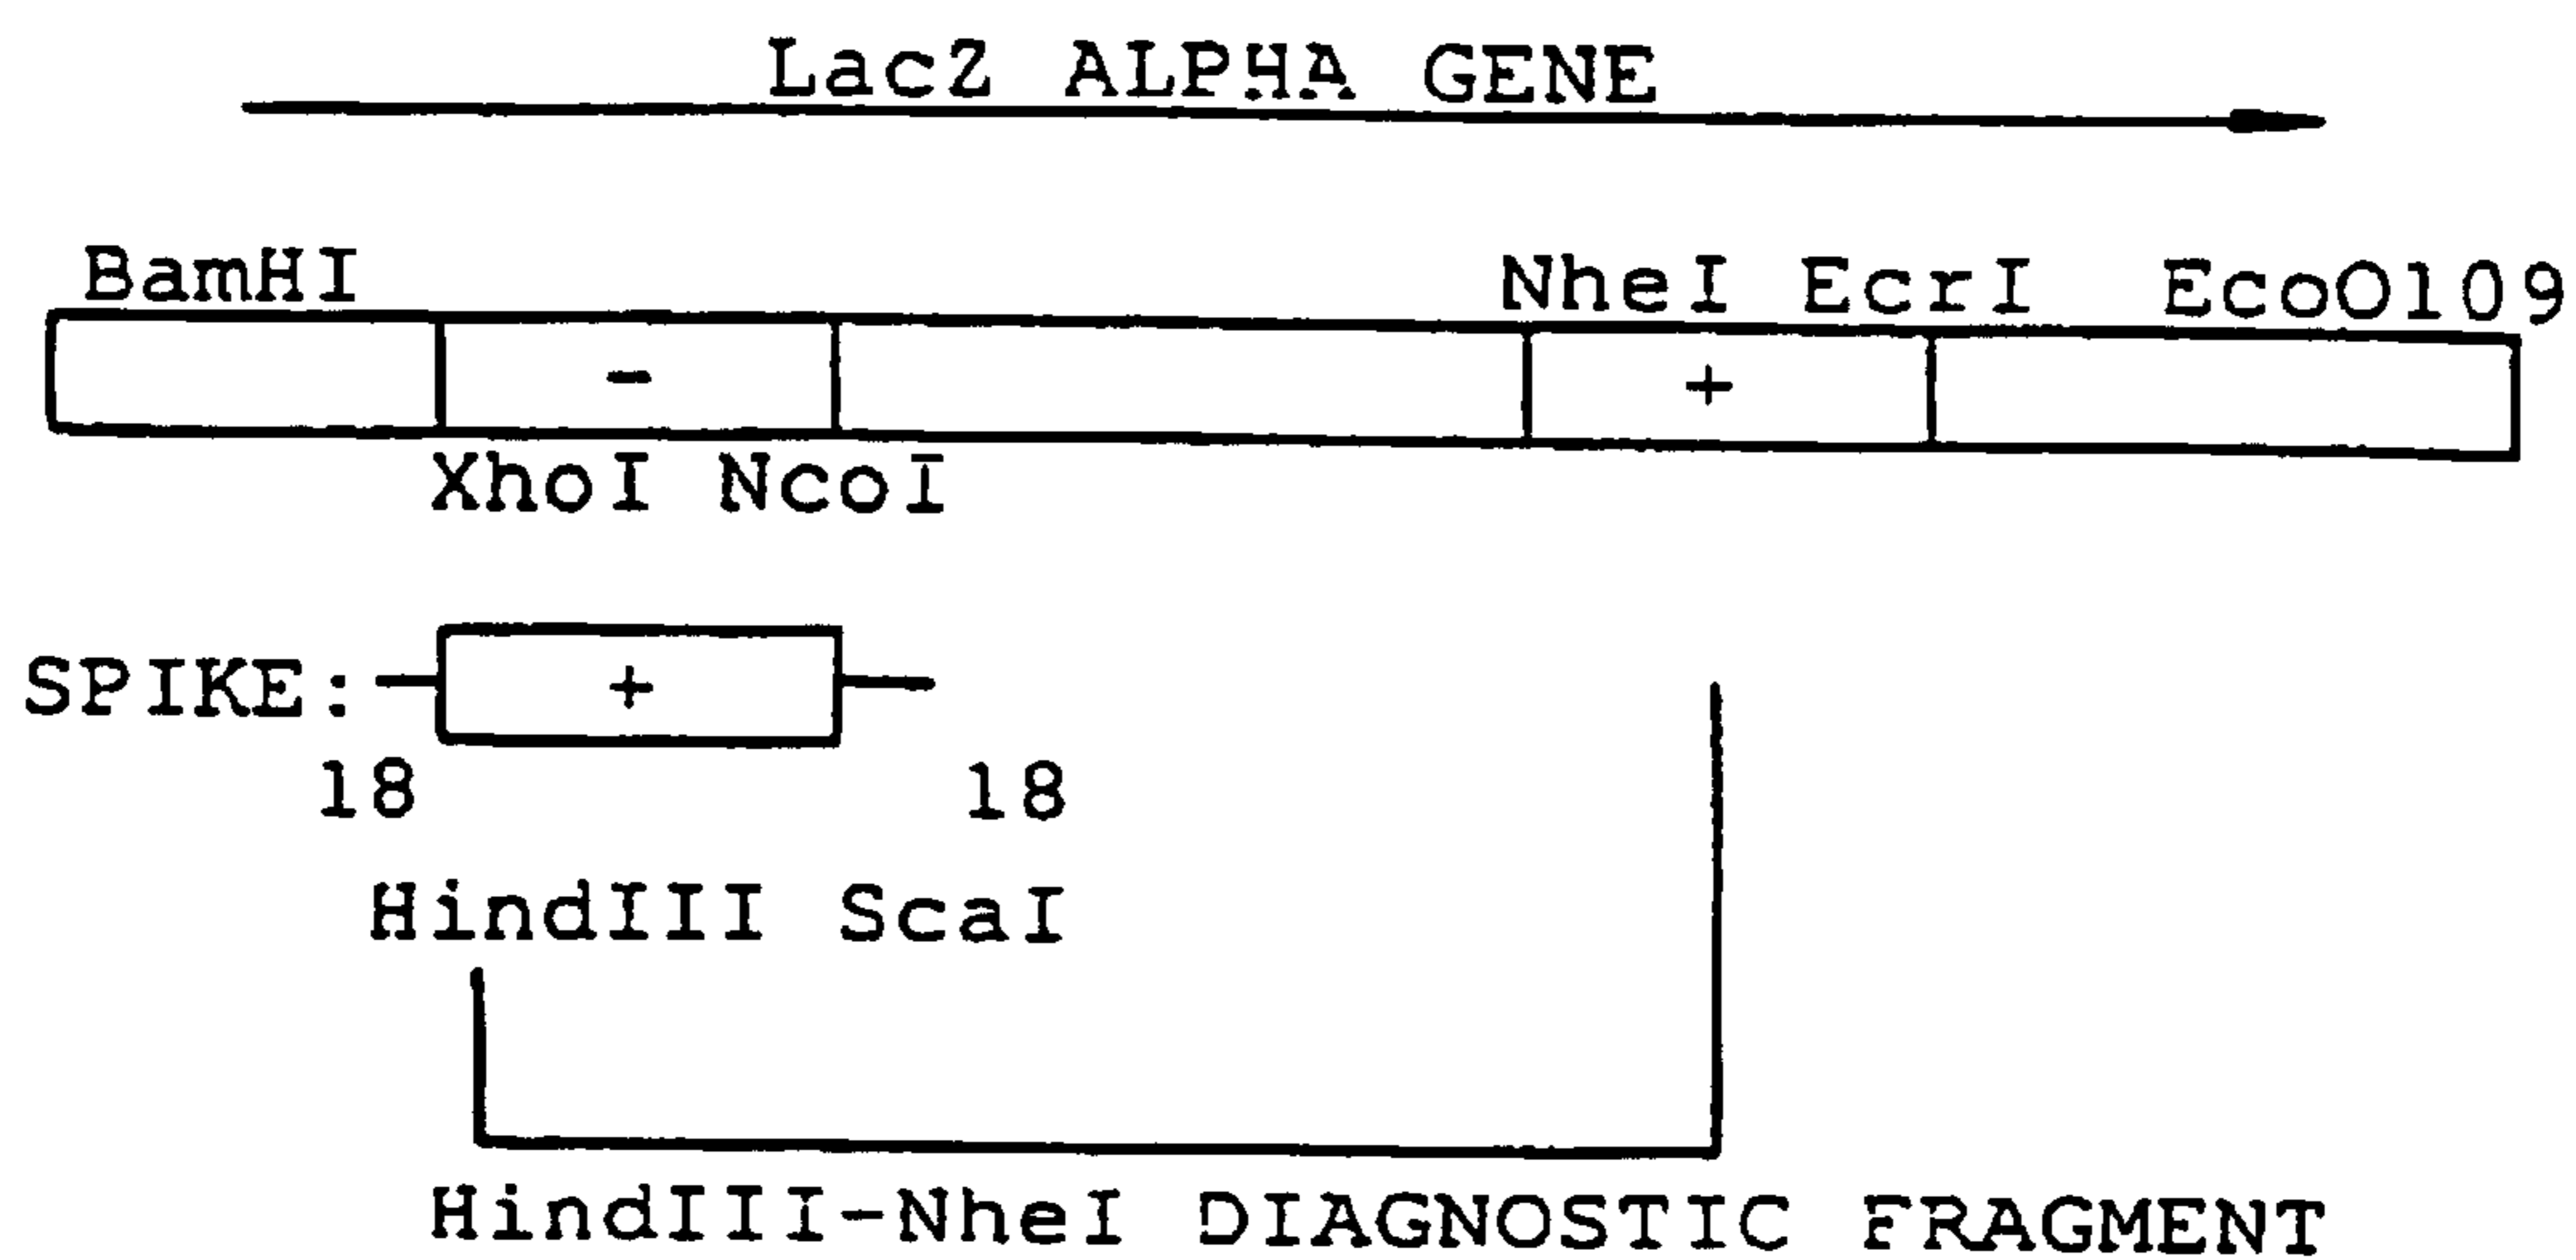 LacZ ALPHA GENE
BamHI NheI EcrI EcoO109
-
+
XhoI NcoI
SPIKE: +
18 18
HindIII ScaI
HindIII-NheI DIAGNOSTIC FRAGMENT